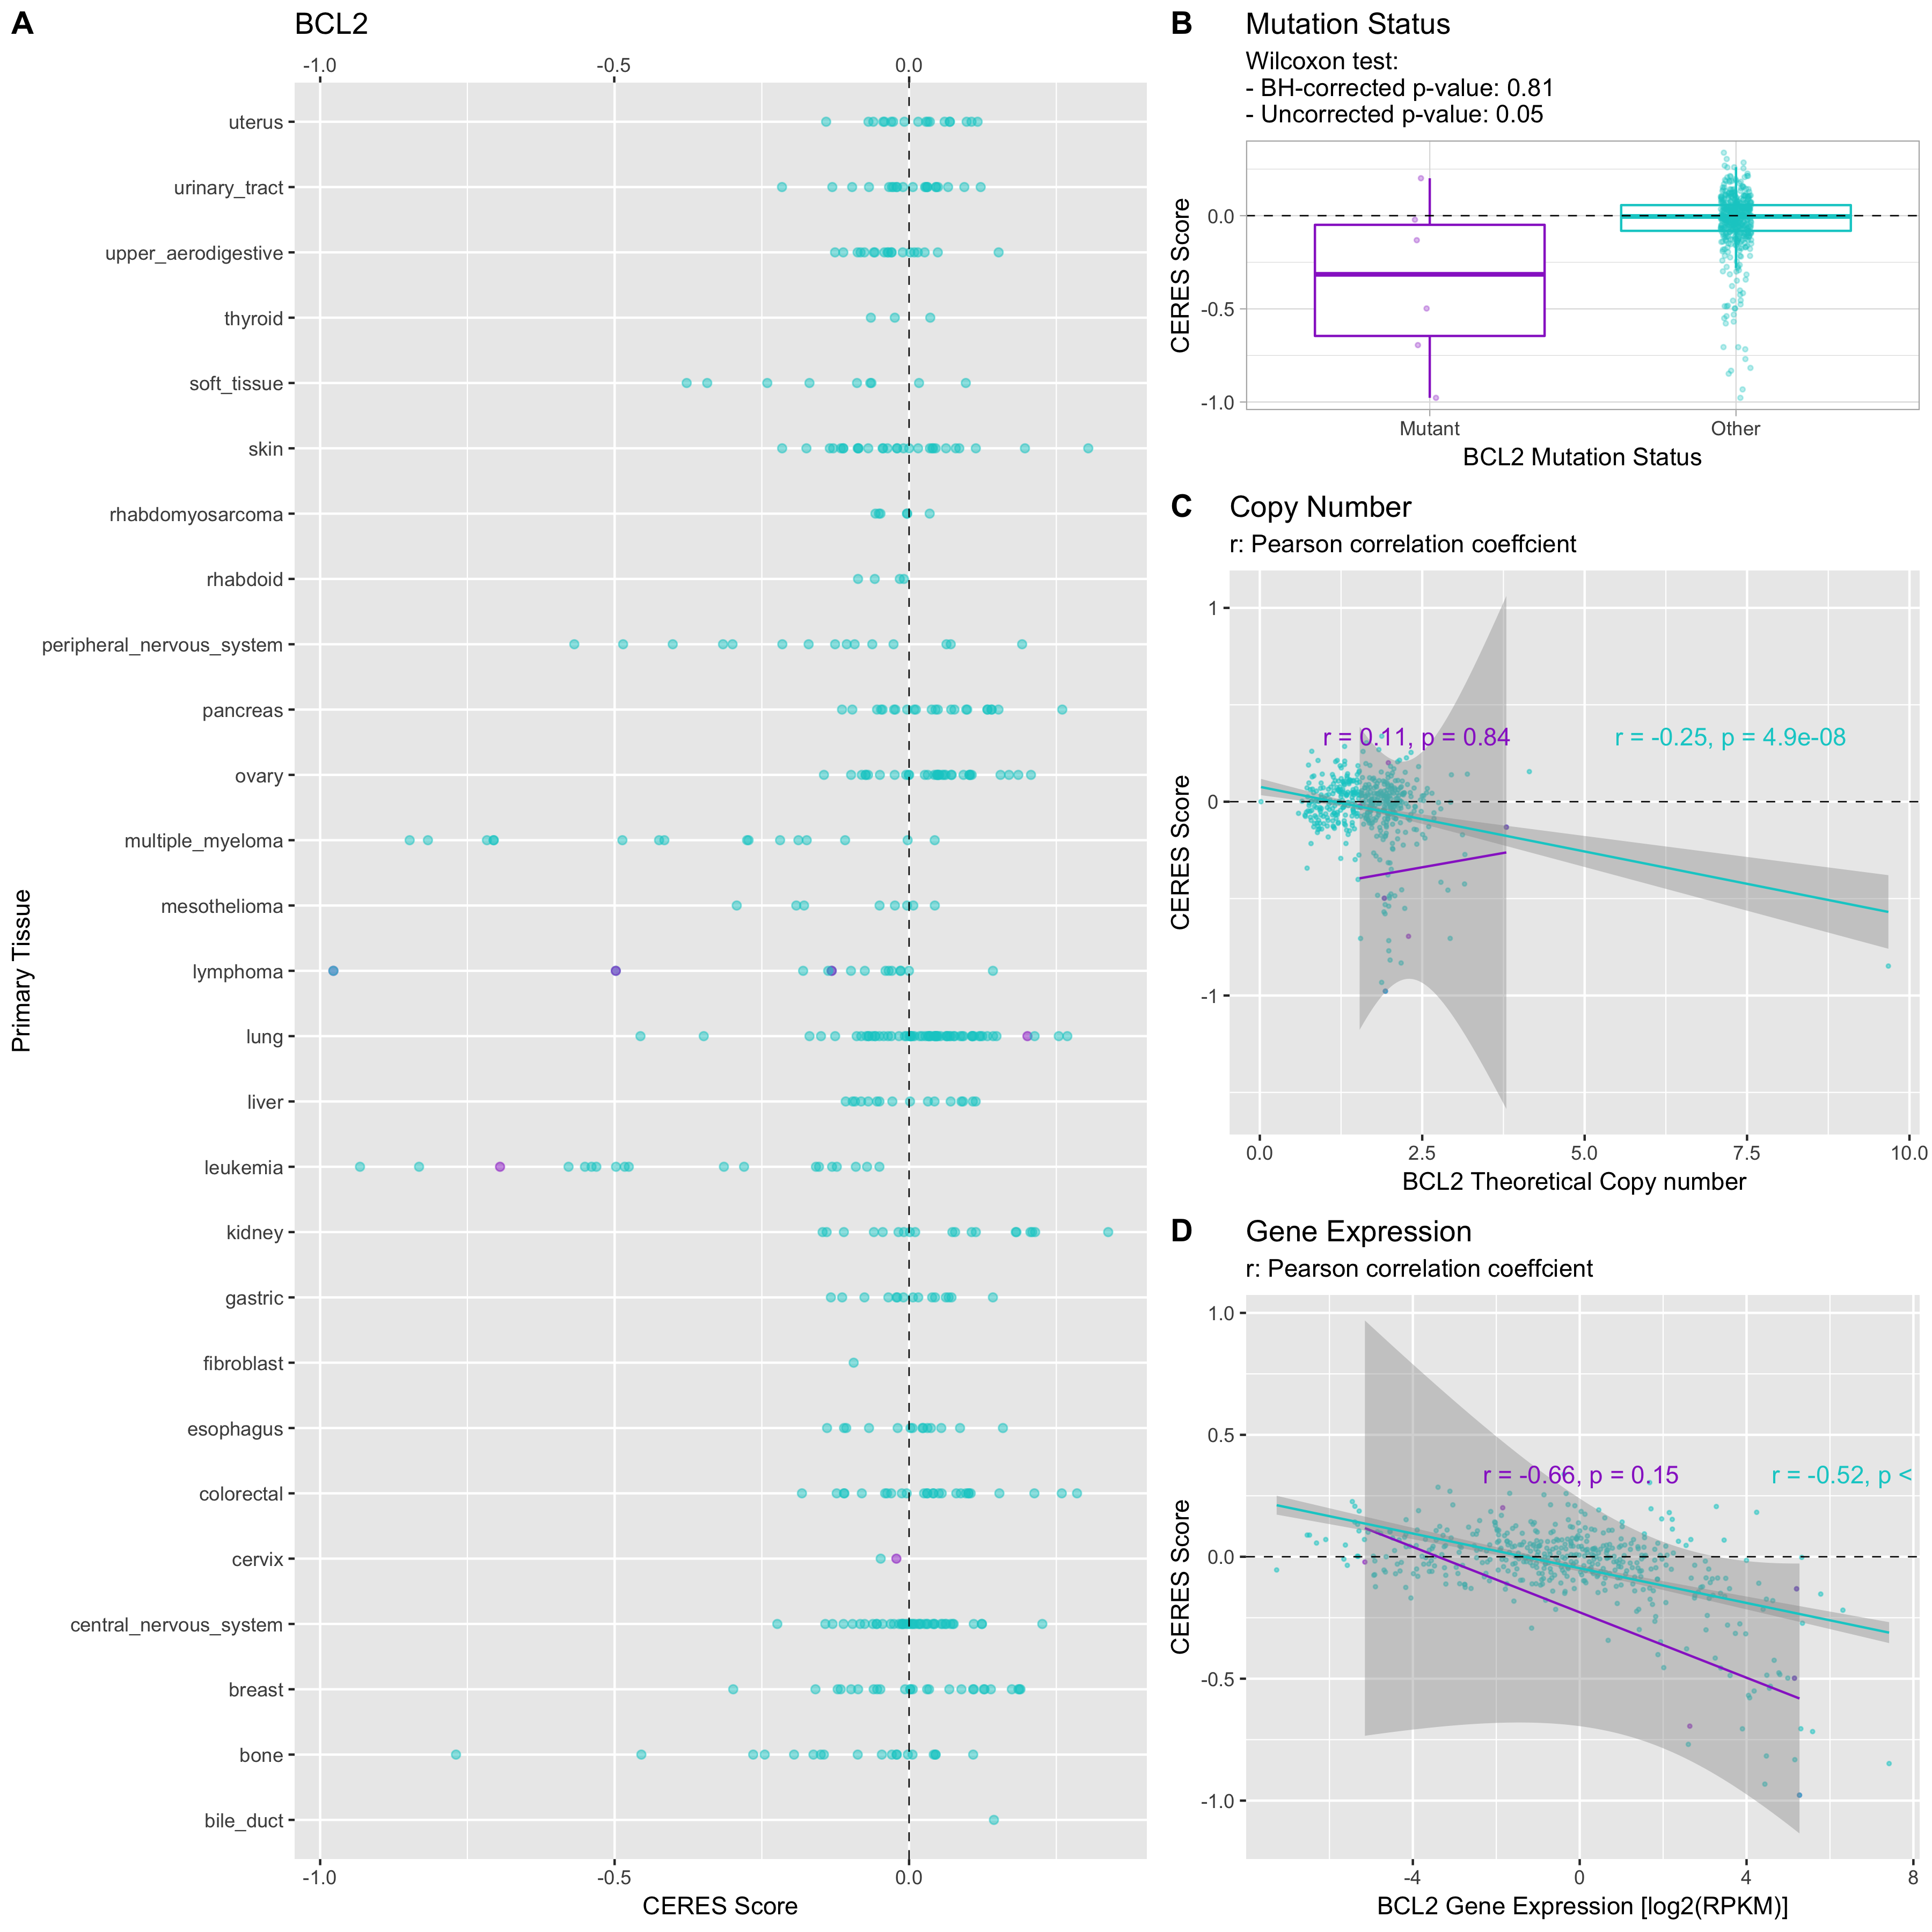 A
BCL2
-1.0
-0.5
0.0
uterus
urinary_tract
upper_aerodigestive
thyroid
soft_tissue
skin
rhabdomyosarcoma
rhabdoid
peripheral_nervous_system
pancreas
ovary
multiple_myeloma
mesothelioma
lymphoma
lung
liver
leukemia
kidney
gastric
fibroblast
esophagus
colorectal
cervix
central_nervous_system
breast
bone
bile_duct
Primary Tissue
-1.0
-0.5
0.0
CERES Score
B
Mutation Status
Wilcoxon test:
- BH-corrected p-value: 0.81
- Uncorrected p-value: 0.05
CERES Score
0.0
-0.5
-1.0
Mutant
Other
BCL2 Mutation Status
C
Copy Number
r: Pearson correlation coeffcient
CERES Score
1
0
-1
r = 0.11, p = 0.84
r = -0.25, p = 4.9e-08
0.0
2.5
5.0
7.5
10.0
BCL2 Theoretical Copy number
D
Gene Expression
r: Pearson correlation coeffcient
CERES Score
1.0
0.5
0.0
-0.5
-1.0
r = -0.66, p = 0.15
r = -0.52, p <
-4
0
4
8
BCL2 Gene Expression [log2(RPKM)]